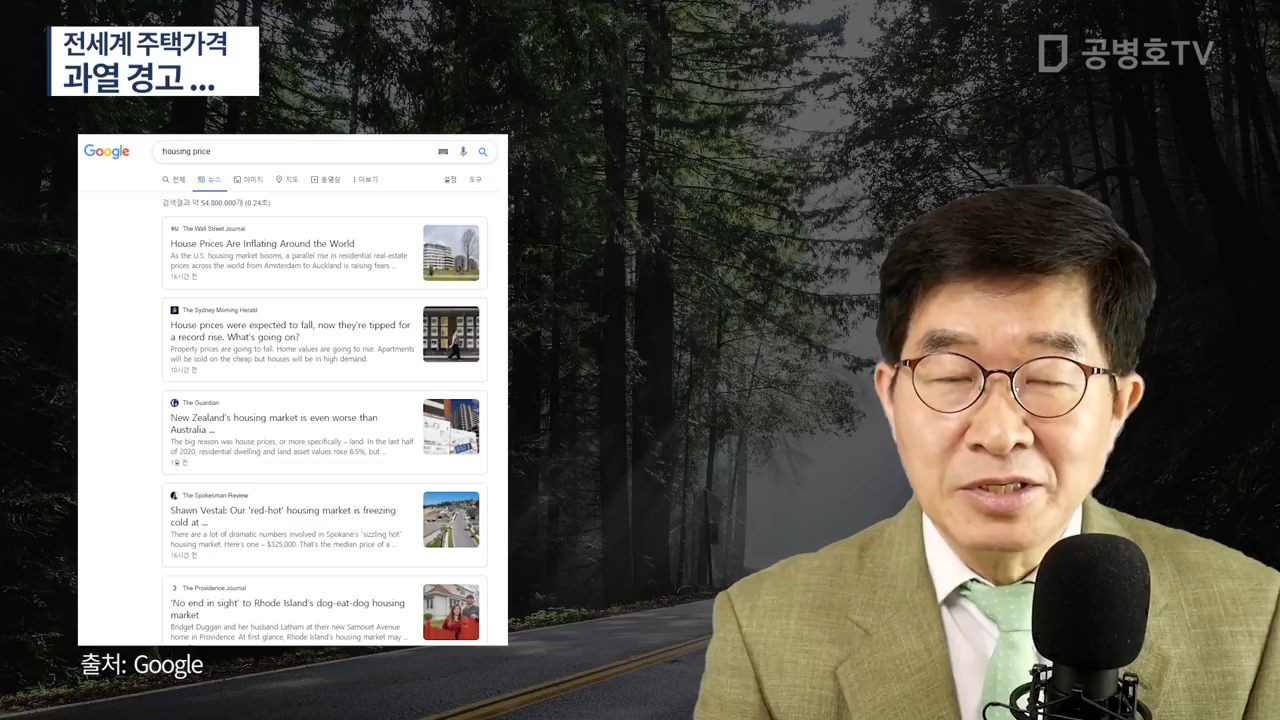 전세계 주택가격
과열 경고 ...
공병호TV
Google
housing price
전체 뉴스 이미지 지도 동영상 더보기 설정 도구
검색결과 약 54,800,000개 (0.24초)
The Wall Street Journal
House Prices Are Inflating Around the World
As the U.S. housing market booms, a parallel rise in residential real-estate
prices across the world from Amsterdam to Auckland is raising fears ...
16시간 전
The Sydney Morning Herald
House prices were expected to fall, now they're tipped for
a record rise. What's going on?
Property prices are going to fall. Home values are going to rise. Apartments
will be sold on the cheap but houses will be in high demand.
10시간 전
The Guardian
New Zealand's housing market is even worse than
Australia ...
The big reason was house prices, or more specifically – land. In the last half
of 2020, residential dwelling and land asset values rose 6.5%, but ...
1일 전
The Spokesman-Review
Shawn Vestal: Our 'red-hot' housing market is freezing
cold at ...
There are a lot of dramatic numbers involved in Spokane's "sizzling hot"
housing market. Here's one – $325,000. That's the median price of a ...
16시간 전
The Providence Journal
'No end in sight' to Rhode Island's dog-eat-dog housing
market
Bridget Duggan and her husband Latham at their new Samoset Avenue
home in Providence. At first glance, Rhode Island's housing market may ...
출처: Google